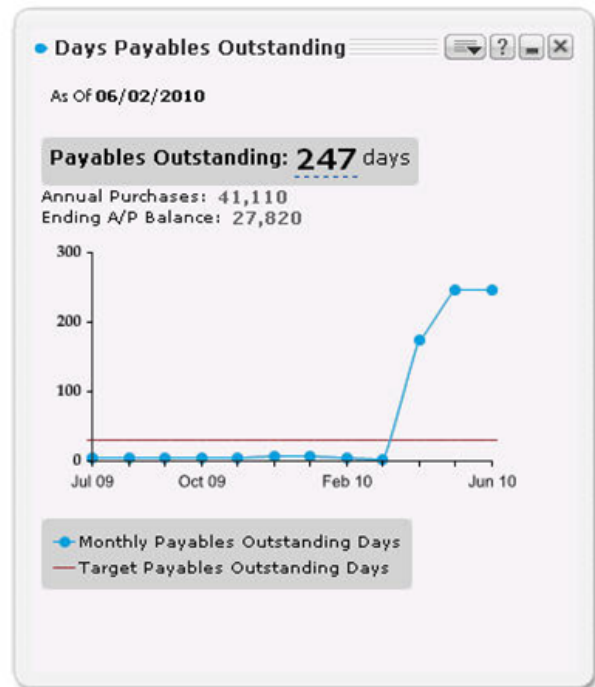 Days Payables Outstanding
?
As Of 06/02/2010
Payables Outstanding: 247 days
Annual Purchases: 41,110
Ending A/P Balance: 27,820
300
200
100
0
Jul 09 Oct 09 Feb 10 Jun 10
Monthly Payables Outstanding Days
Target Payables Outstanding Days